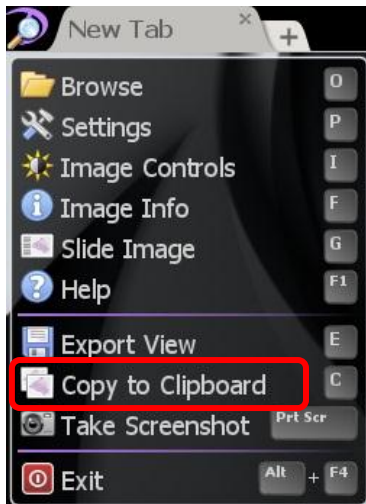 New Tab × +
Browse O
Settings P
Image Controls I
Image Info F
Slide Image G
Help F1
Export View E
Copy to Clipboard C
Take Screenshot Prt Scr
Exit Alt + F4